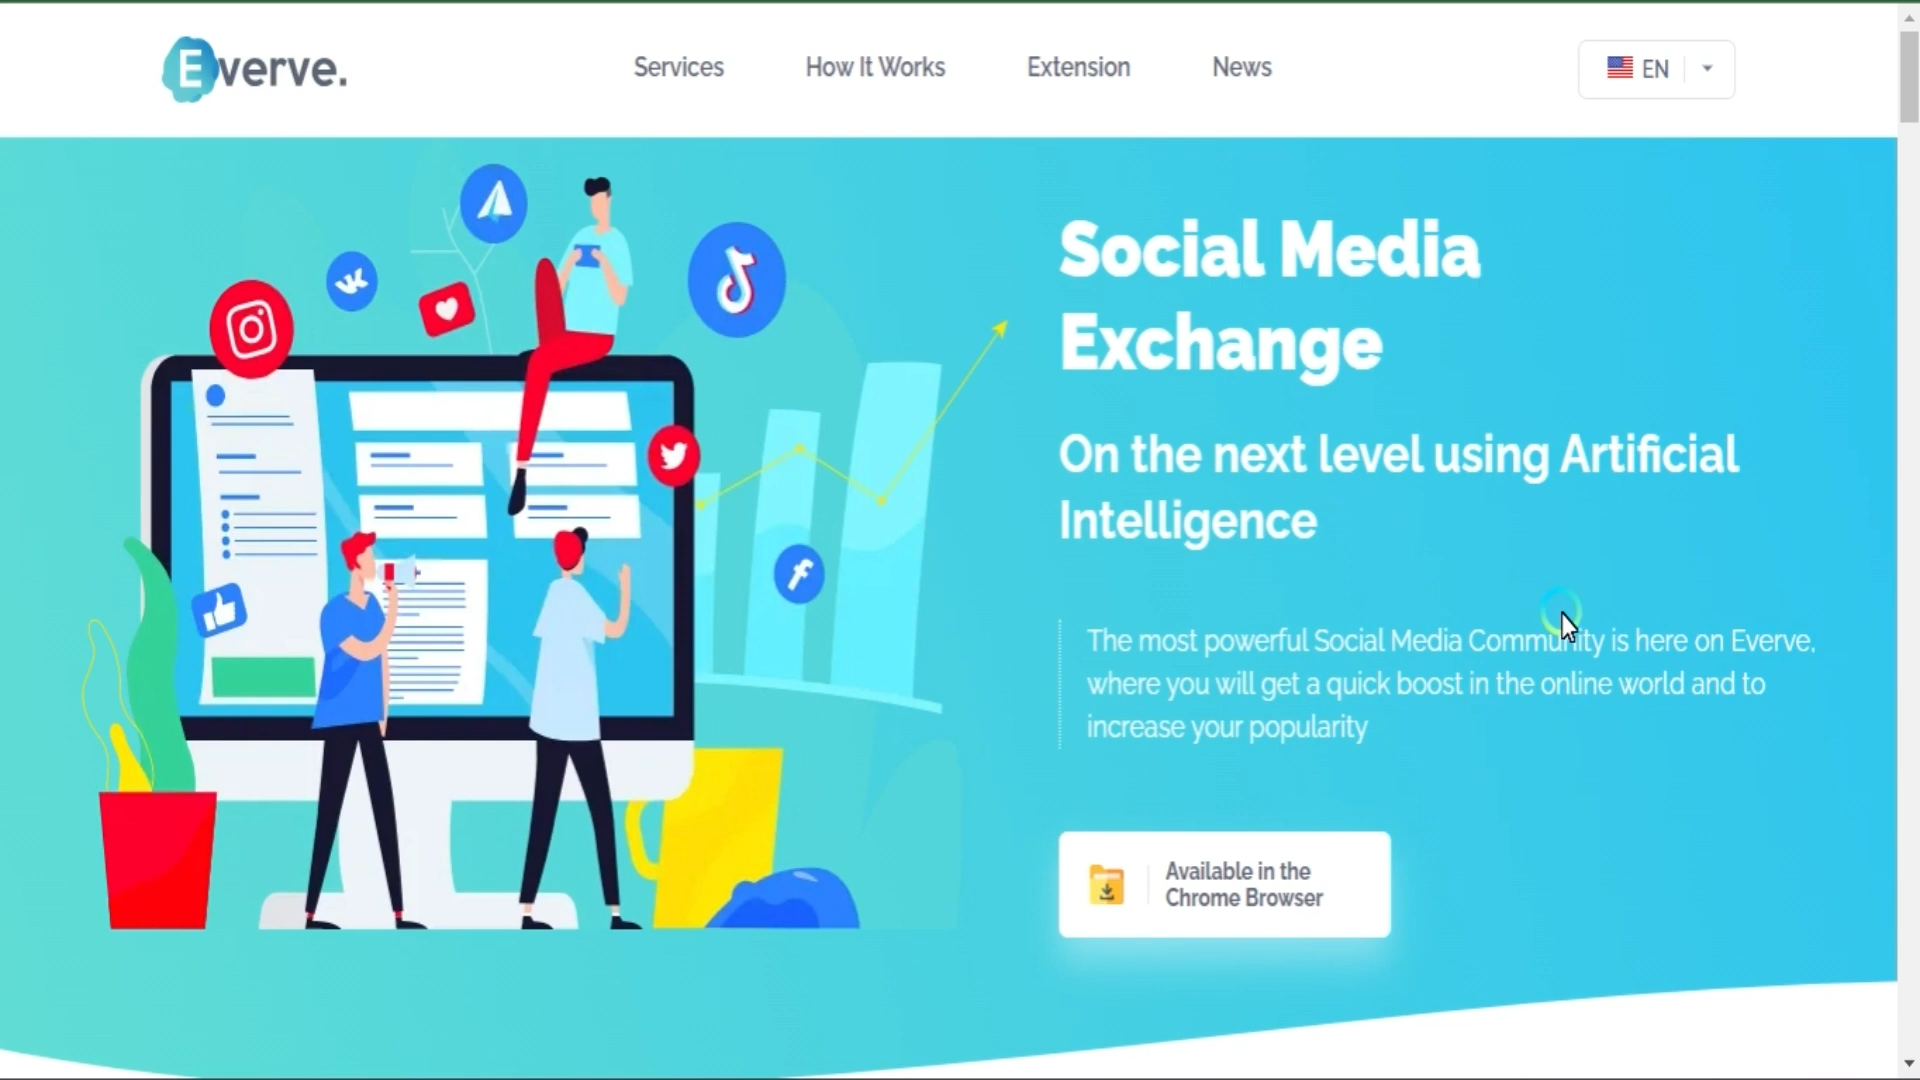 Everve.
Services
How It Works
Extension
News
EN
Social Media
Exchange
On the next level using Artificial
Intelligence
The most powerful Social Media Community is here on Everve,
where you will get a quick boost in the online world and to
increase your popularity
Available in the
Chrome Browser